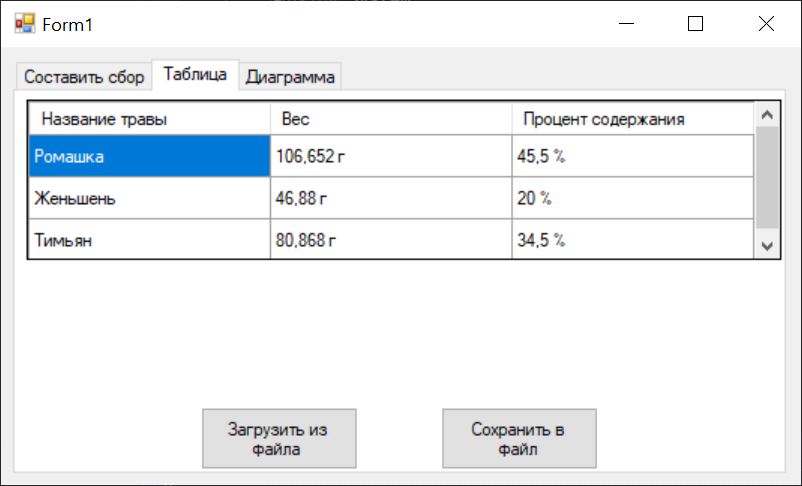 Form1
Составить сбор Таблица Диаграмма
Название травы Вес Процент содержания
Ромашка 106,652 г 45,5 %
Женьшень 46,88 г 20 %
Тимьян 80,868 г 34,5 %
Загрузить из Сохранить в
файла файл